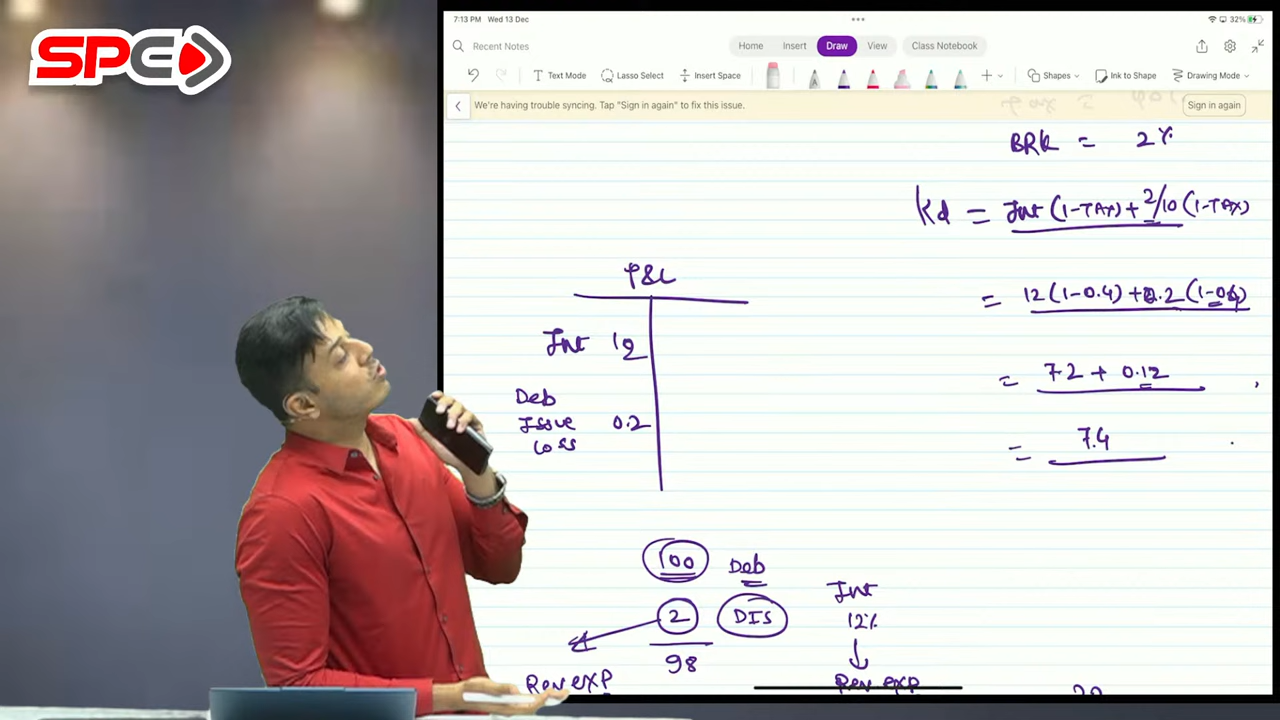 SPED
7:13 PM Wed 13 Dec
32%
Recent Notes
Home Insert Draw View Class Notebook
Text Mode Lasso Select Insert Space Shapes Ink to Shape Drawing Mode
We're having trouble syncing. Tap "Sign in again" to fix this issue. Sign in again
BRK = 2%
Kd = Int (1-TAX) + 2/10 (1-TAX)
= 12 (1-0.4) + 0.2 (1-0.4)
= 7.2 + 0.12
= 7.4
P&L
Int 12
Deb
Issue 0.2
Loss
100 Deb
2 DIS
98
Rev exp
Int
12%
Rev exp